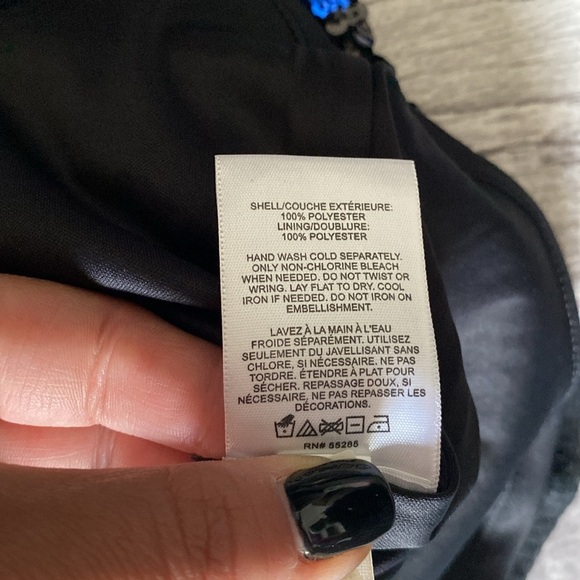 SHELL/COUCHE EXTÉRIEURE:
100% POLYESTER
LINING/DOUBLURE:
100% POLYESTER
HAND WASH COLD SEPARATELY.
ONLY NON-CHLORINE BLEACH
WHEN NEEDED. DO NOT TWIST OR
WRING. LAY FLAT TO DRY. COOL
IRON IF NEEDED. DO NOT IRON ON
EMBELLISHMENT.
LAVEZ À LA MAIN À L'EAU
FROIDE SÉPARÉMENT. UTILISEZ
SEULEMENT DU JAVELLISANT SANS
CHLORE, SI NÉCESSAIRE. NE PAS
TORDRE. ÉTENDRE À PLAT POUR
SÉCHER. REPASSAGE DOUX, SI
NÉCESSAIRE, NE PAS REPASSER LES
DÉCORATIONS.
RN# 55285